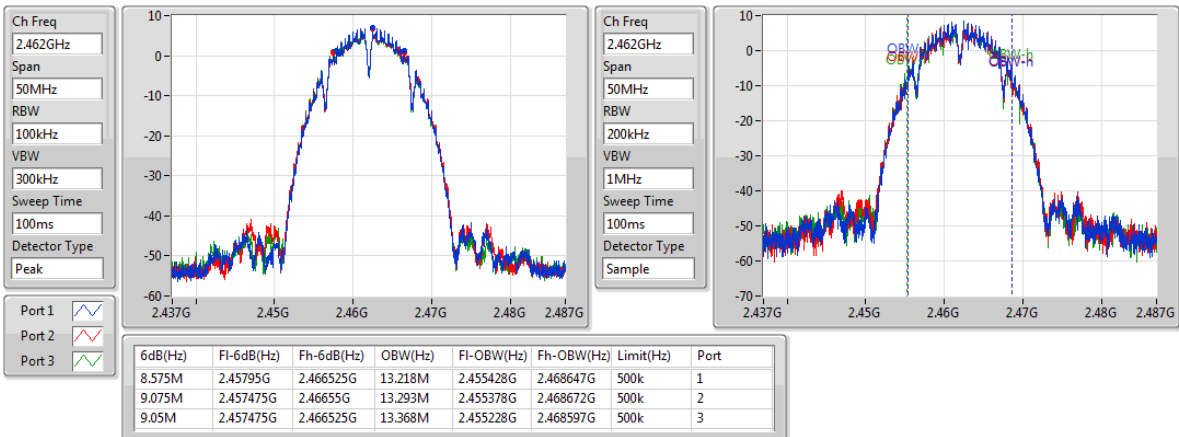 Ch Freq
2.462GHz
Span
50MHz
RBW
100kHz
VBW
300kHz
Sweep Time
100ms
Detector Type
Peak
10
0
-10
-20
-30
-40
-50
-60
2.437G 2.45G 2.46G 2.47G 2.48G 2.487G
Ch Freq
2.462GHz
Span
50MHz
RBW
200kHz
VBW
1MHz
Sweep Time
100ms
Detector Type
Sample
10
0
-10
-20
-30
-40
-50
-60
-70
2.437G 2.45G 2.46G 2.47G 2.48G 2.487G
Port 1
Port 2
Port 3
6dB(Hz) Fl-6dB(Hz) Fh-6dB(Hz) OBW(Hz) Fl-OBW(Hz) Fh-OBW(Hz) Limit(Hz) Port
8.575M 2.45795G 2.466525G 13.218M 2.455428G 2.468647G 500k 1
9.075M 2.457475G 2.46655G 13.293M 2.455378G 2.468672G 500k 2
9.05M 2.457475G 2.466525G 13.368M 2.455228G 2.468597G 500k 3